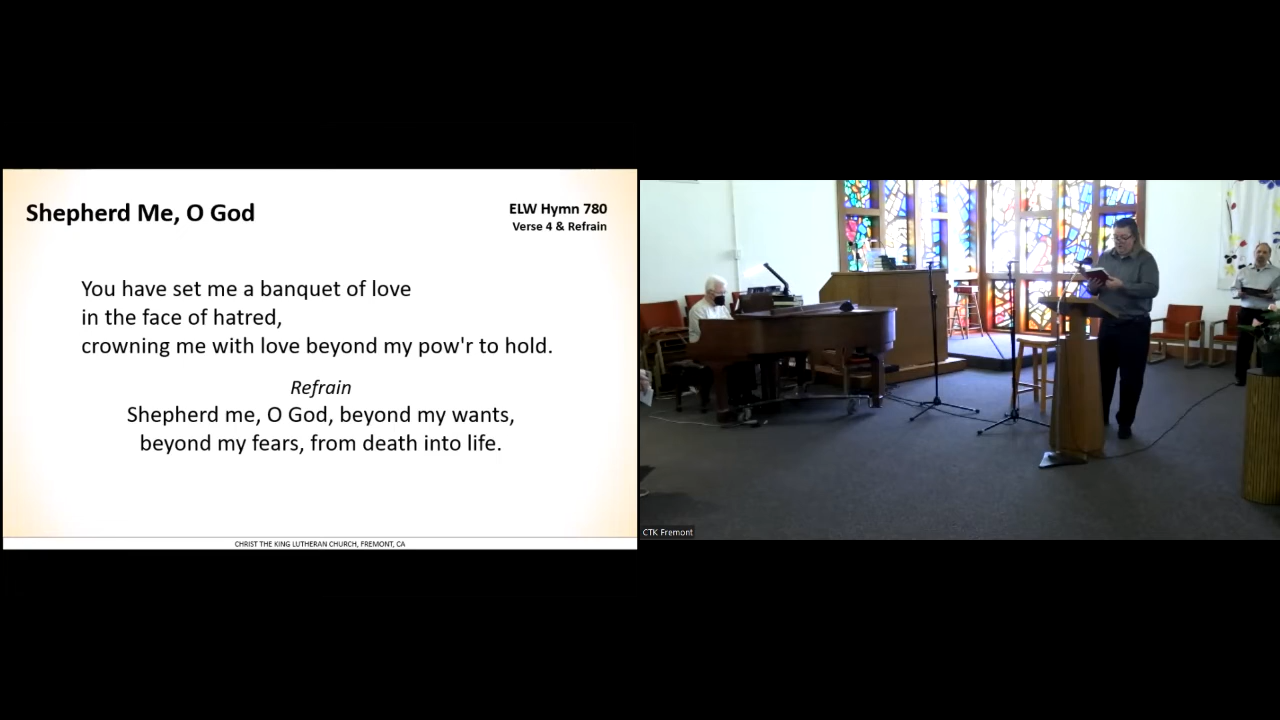 Shepherd Me, O God
ELW Hymn 780
Verse 4 & Refrain
You have set me a banquet of love
in the face of hatred,
crowning me with love beyond my pow'r to hold.
Refrain
Shepherd me, O God, beyond my wants,
beyond my fears, from death into life.
CHRIST THE KING LUTHERAN CHURCH, FREMONT, CA
CTK Fremont